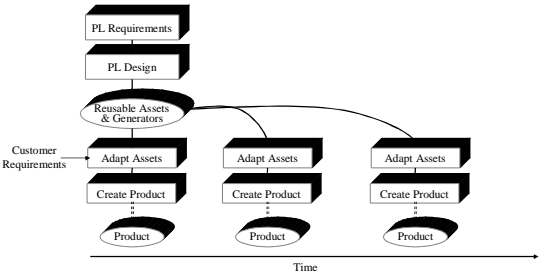 PL Requirements
PL Design
Reusable Assets
& Generators
Customer
Requirements
Adapt Assets
Adapt Assets
Adapt Assets
Create Product
Create Product
Create Product
Product
Product
Product
Time